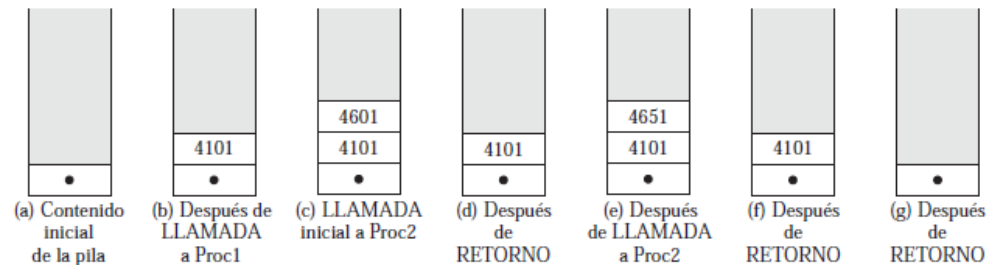 4601
4651
4101
4101
4101
4101
4101
(a) Contenido
inicial
de la pila
(b) Después de
LLAMADA
a Proc1
(c) LLAMADA
inicial a Proc2
(d) Después
de
RETORNO
(e) Después
de LLAMADA
a Proc2
(f) Después
de
RETORNO
(g) Después
de
RETORNO